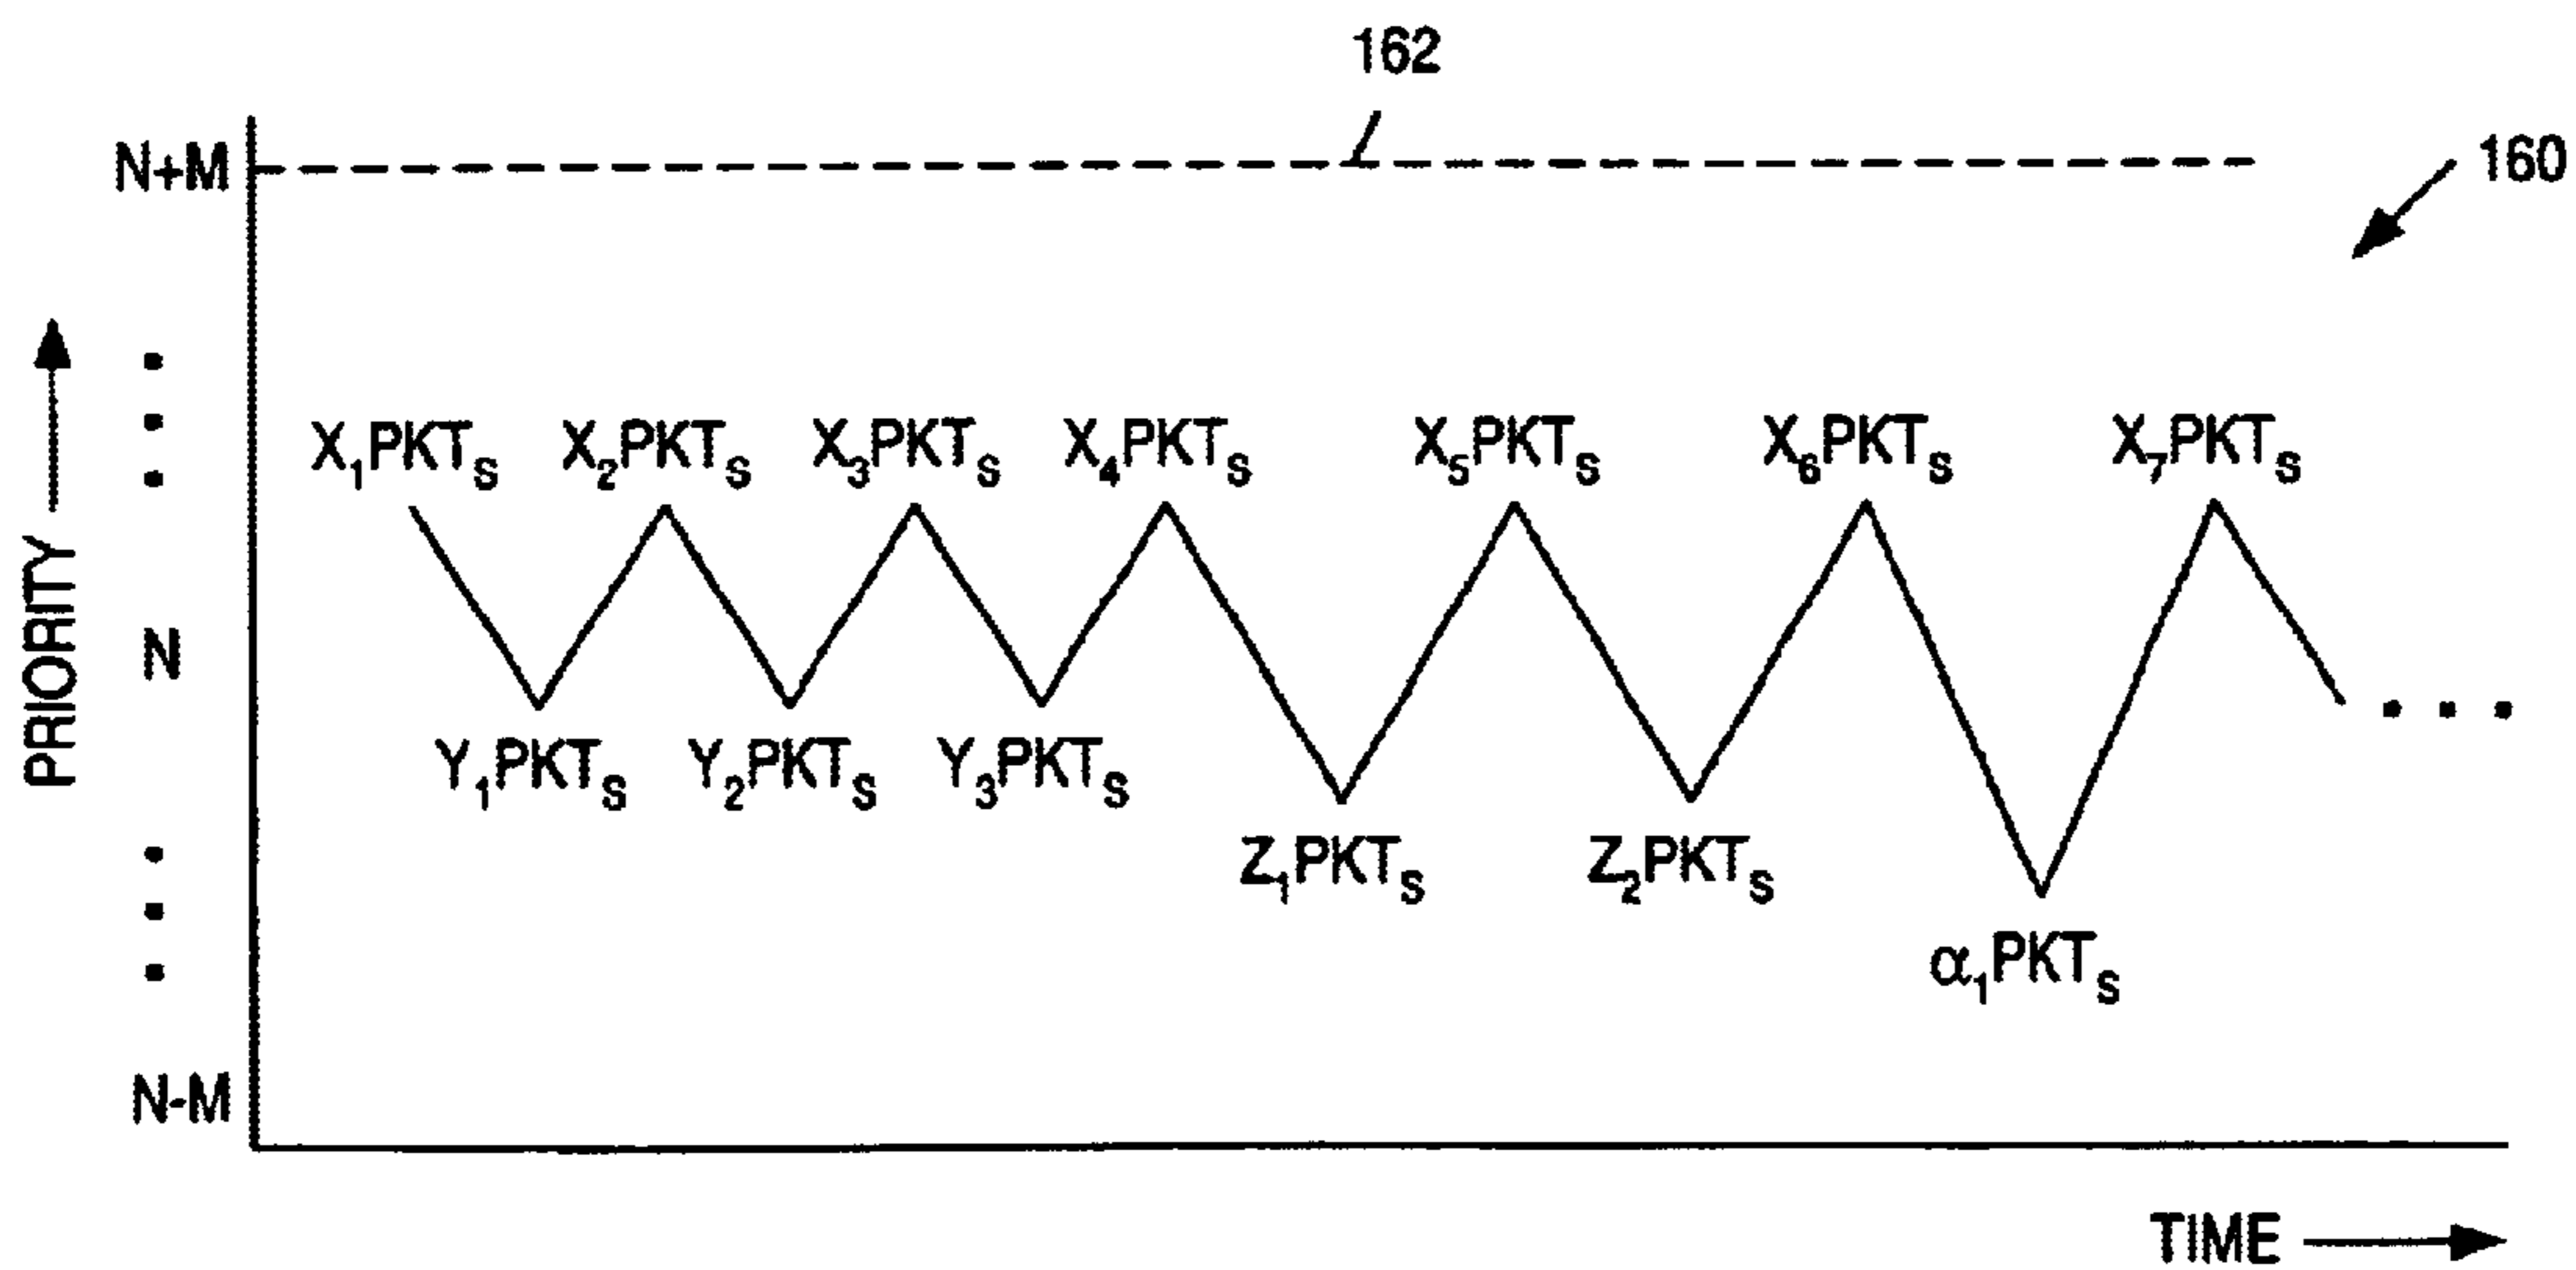 162
N+M
160
X₁PKTₛ X₂PKTₛ X₃PKTₛ X₄PKTₛ X₅PKTₛ X₆PKTₛ X₇PKTₛ
PRIORITY
N
Y₁PKTₛ Y₂PKTₛ Y₃PKTₛ
Z₁PKTₛ Z₂PKTₛ
α₁PKTₛ
N-M
TIME